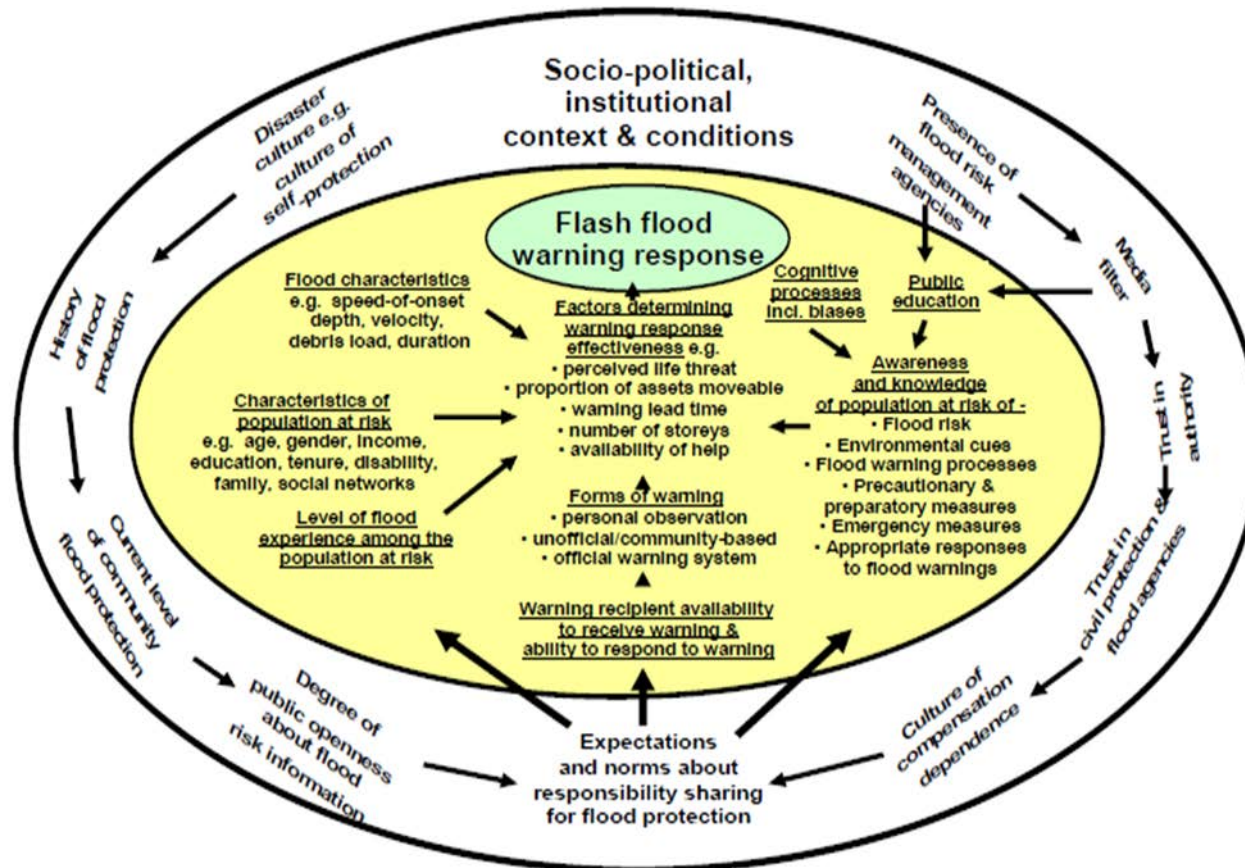 Socio-political,
institutional
context & conditions
Disaster
culture e.g.
culture of
self-protection
History
of flood
protection
Current level
of community
flood protection
Degree of
public openness
about flood
risk information
Presence of
flood risk
management
agencies
Media
filter
Trust in
authority
Trust in
civil protection &
flood agencies
Culture of
compensation
dependence
Expectations
and norms about
responsibility sharing
for flood protection
Flash flood
warning response
Flood characteristics
e.g. speed-of-onset
depth, velocity,
debris load, duration
Characteristics of
population at risk
e.g. age, gender, income,
education, tenure, disability,
family, social networks
Level of flood
experience among the
population at risk
Factors determining
warning response
effectiveness e.g.
• perceived life threat
• proportion of assets moveable
• warning lead time
• number of storeys
• availability of help
Forms of warning
• personal observation
• unofficial/community-based
• official warning system
Warning recipient availability
to receive warning &
ability to respond to warning
Cognitive
processes
incl. biases
Public
education
Awareness
and knowledge
of population at risk of -
• Flood risk
• Environmental cues
• Flood warning processes
• Precautionary &
preparatory measures
• Emergency measures
• Appropriate responses
to flood warnings